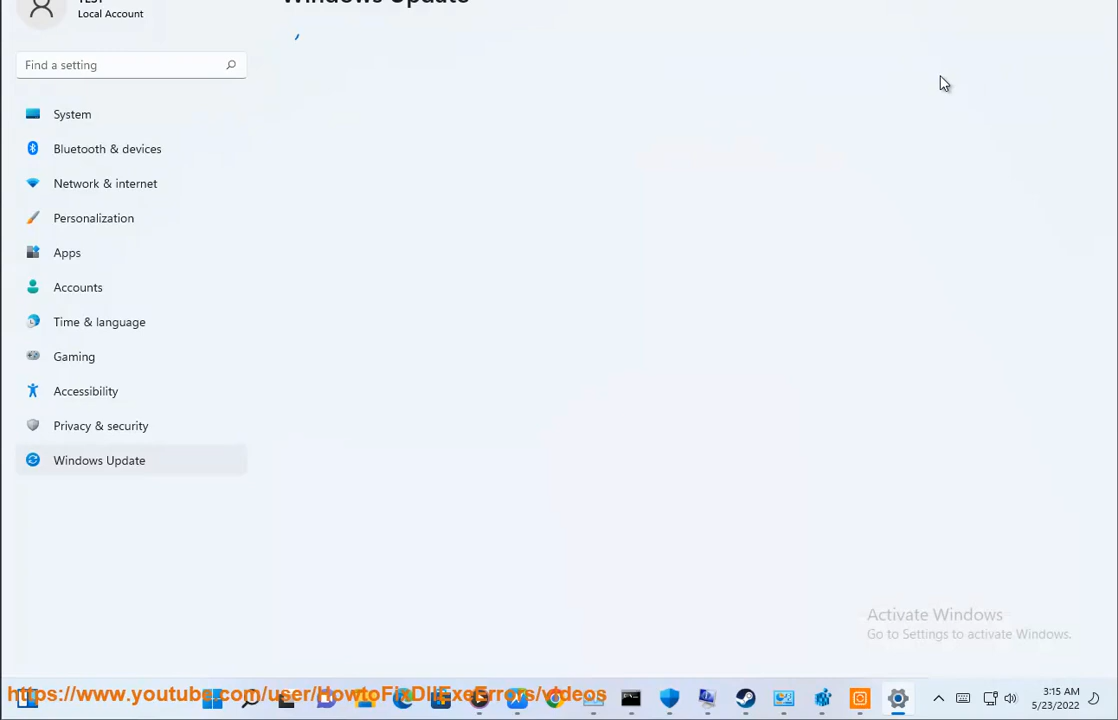 TEST
Windows Update
Local Account
Find a setting
System
Bluetooth & devices
Network & internet
Personalization
Apps
Accounts
Time & language
Gaming
Accessibility
Privacy & security
Windows Update
Activate Windows
Go to Settings to activate Windows.
https://www.youtube.com/user/HowtoFixDllExeErrors/videos
3:15 AM
5/23/2022